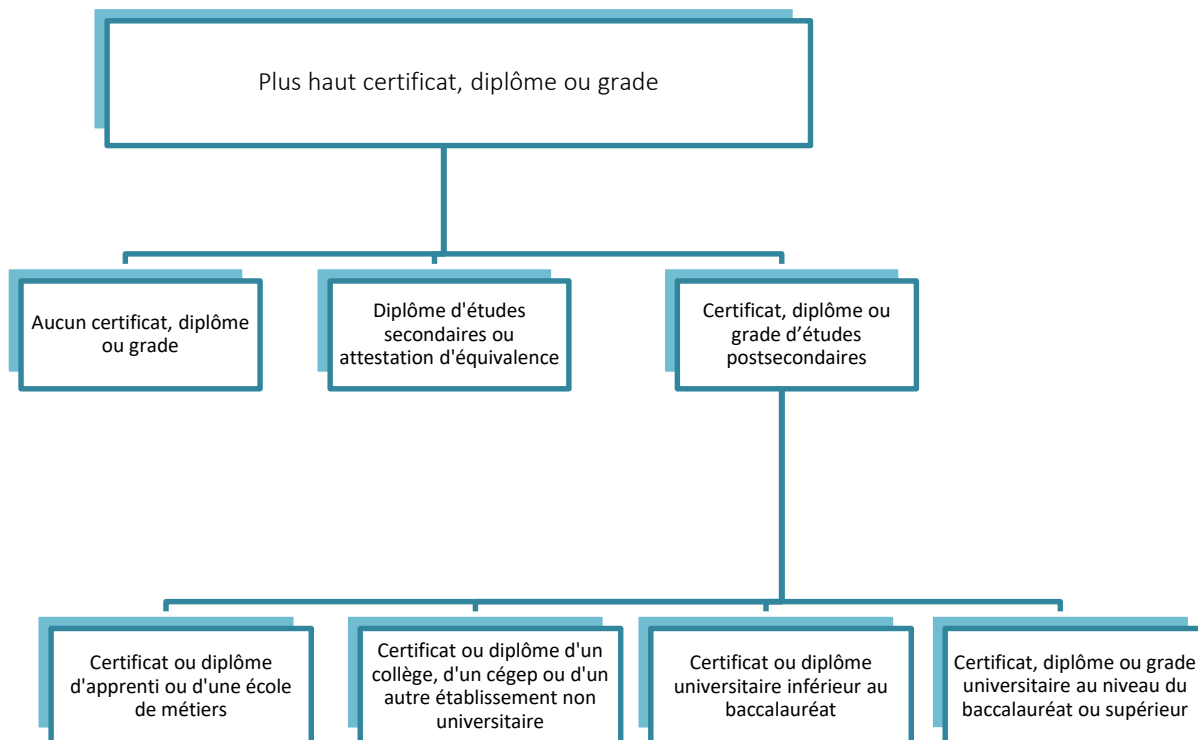 Plus haut certificat, diplôme ou grade
Aucun certificat, diplôme
ou grade
Diplôme d'études
secondaires ou
attestation d'équivalence
Certificat, diplôme ou
grade d’études
postsecondaires
Certificat ou diplôme
d'apprenti ou d'une école
de métiers
Certificat ou diplôme d'un
collège, d'un cégep ou d'un
autre établissement non
universitaire
Certificat ou diplôme
universitaire inférieur au
baccalauréat
Certificat, diplôme ou grade
universitaire au niveau du
baccalauréat ou supérieur